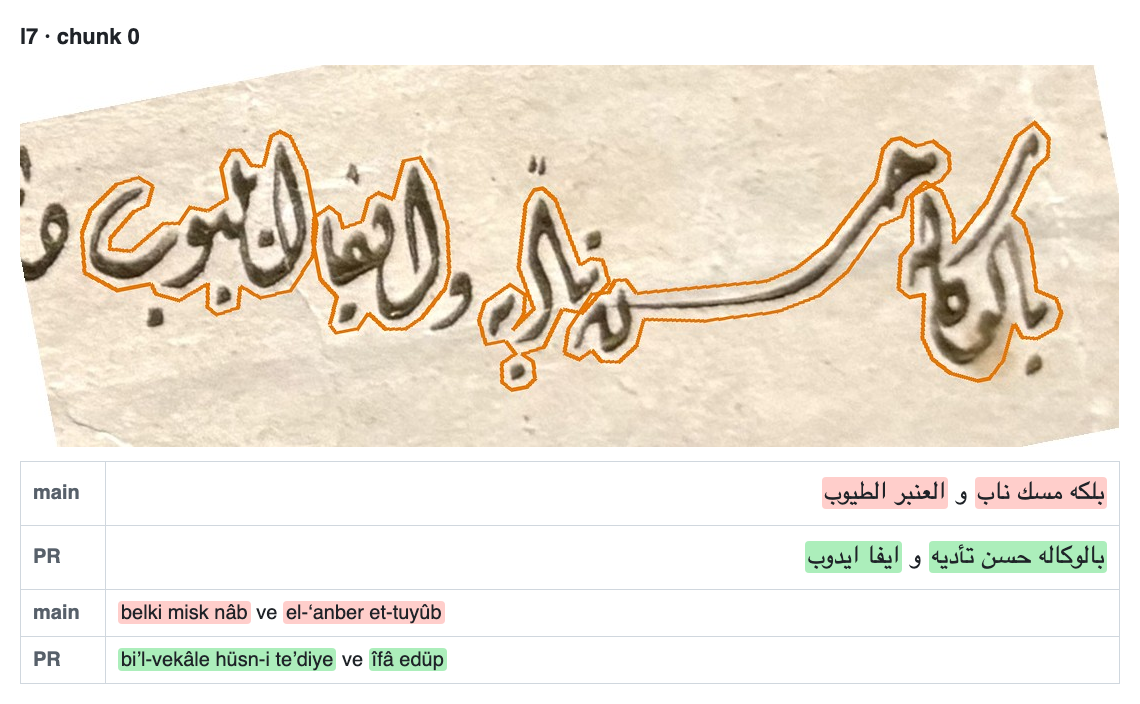 l7 · chunk 0
بالوكاله حسن تأديه و ايفا ايدوب
main
بلكه مسك ناب و العنبر الطيوب
PR
بالوكاله حسن تأديه و ايفا ايدوب
main
belki misk nâb ve el-‘anber et-tuyûb
PR
bi’l-vekâle hüsn-i te’diye ve îfâ edüp